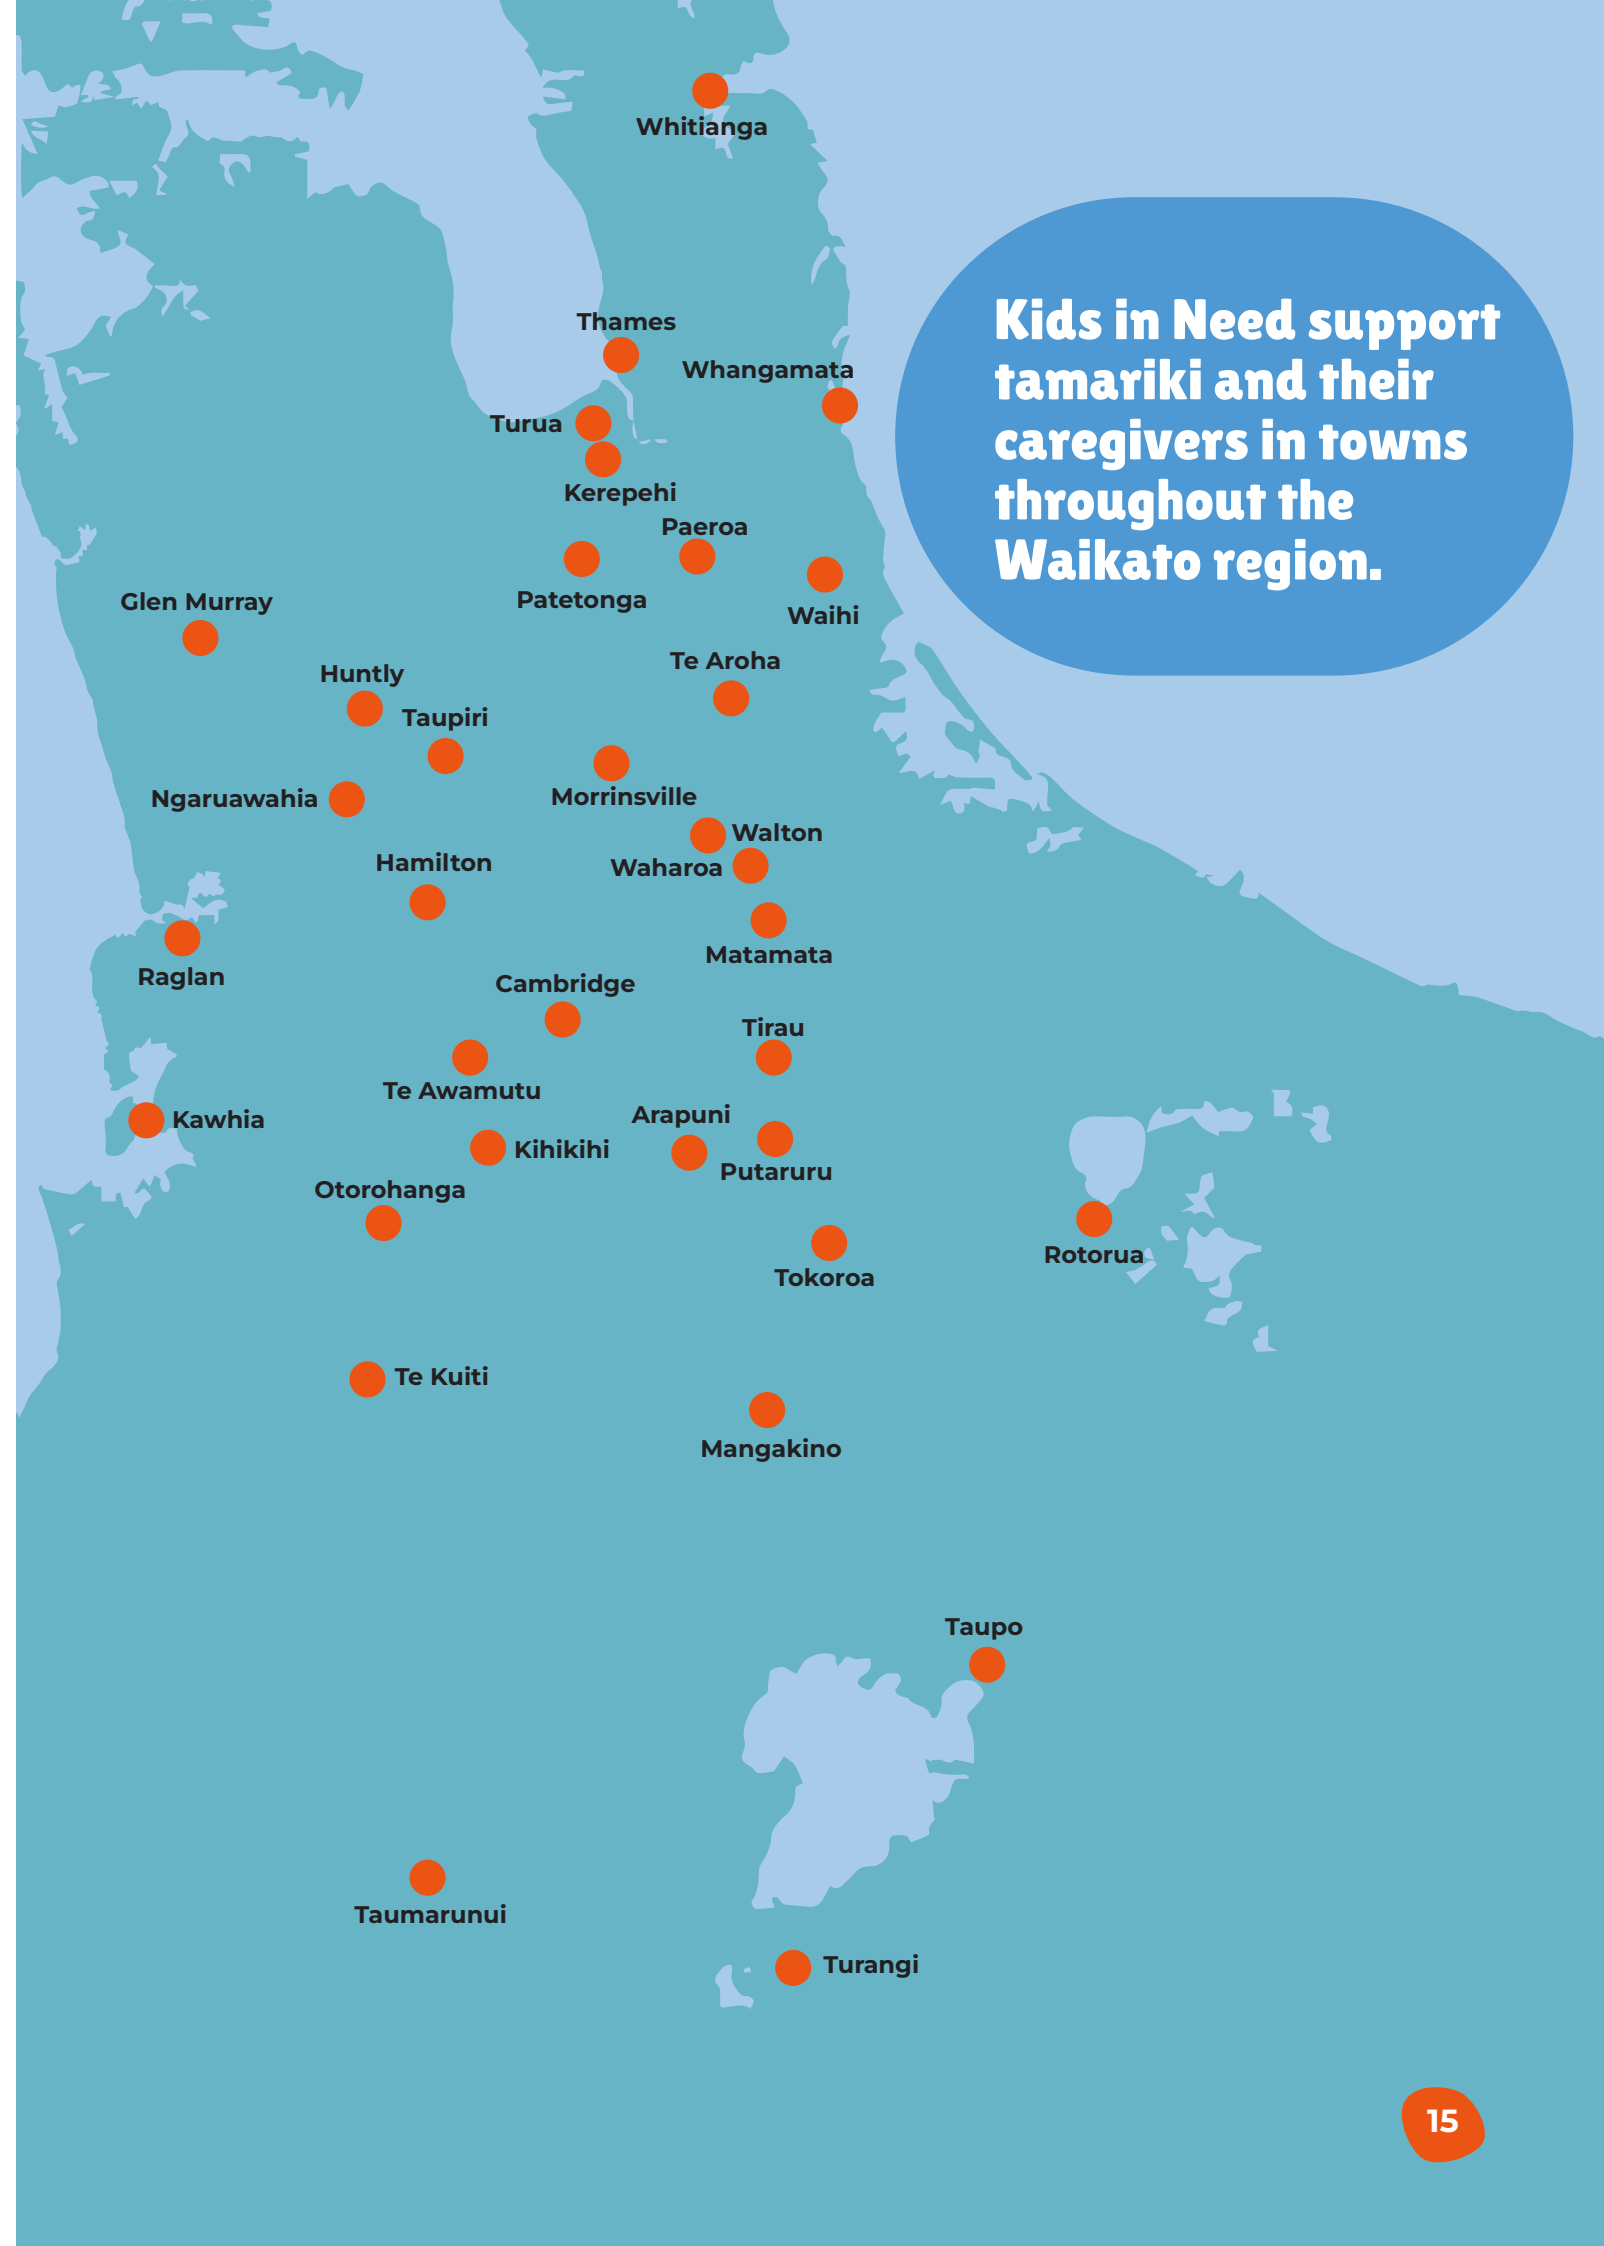 Whitianga
Kids in Need support
tamariki and their
caregivers in towns
throughout the
Waikato region.
Thames
Whangamata
Turua
Kerepehi
Paeroa
Patetonga
Waihi
Glen Murray
Te Aroha
Huntly
Taupiri
Ngaruawahia
Morrinsville
Walton
Hamilton
Waharoa
Matamata
Raglan
Cambridge
Tirau
Te Awamutu
Arapuni
Kawhia
Kihikihi
Putaruru
Otorohanga
Rotorua
Tokoroa
Te Kuiti
Mangakino
Taupo
Taumarunui
Turangi
15